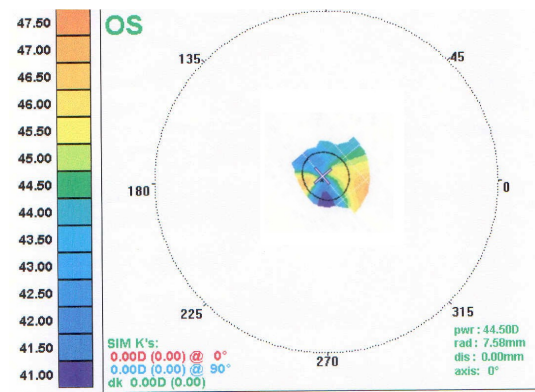 OS
47.50
47.00
46.50
46.00
45.50
45.00
44.50
44.00
43.50
43.00
42.50
42.00
41.50
41.00
135
45
180
0
225
315
270
SIM K's:
0.00D (0.00) @ 0°
0.00D (0.00) @ 90°
dk 0.00D (0.00)
pwr: 44.50D
rad: 7.58mm
dis: 0.00mm
axis: 0°